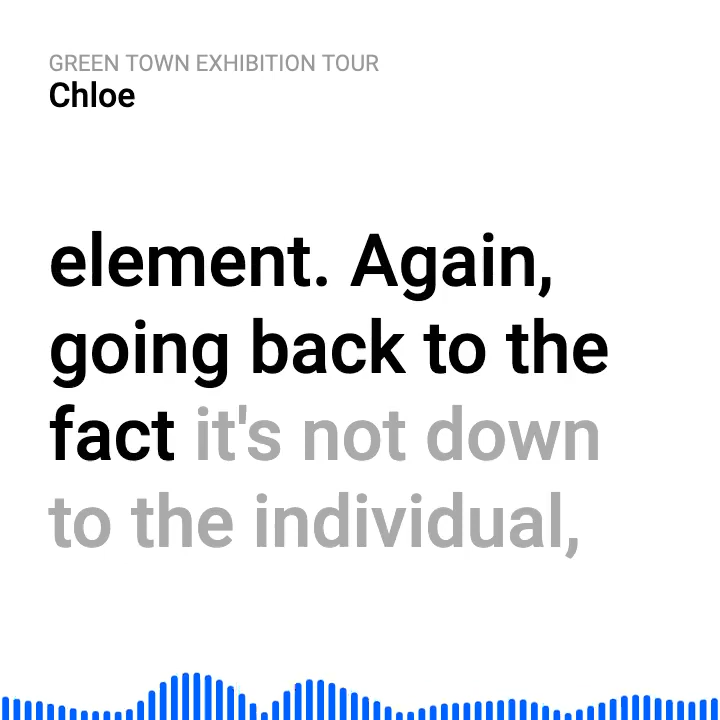 GREEN TOWN EXHIBITION TOUR
Chloe
element. Again,
going back to the
fact it's not down
to the individual,